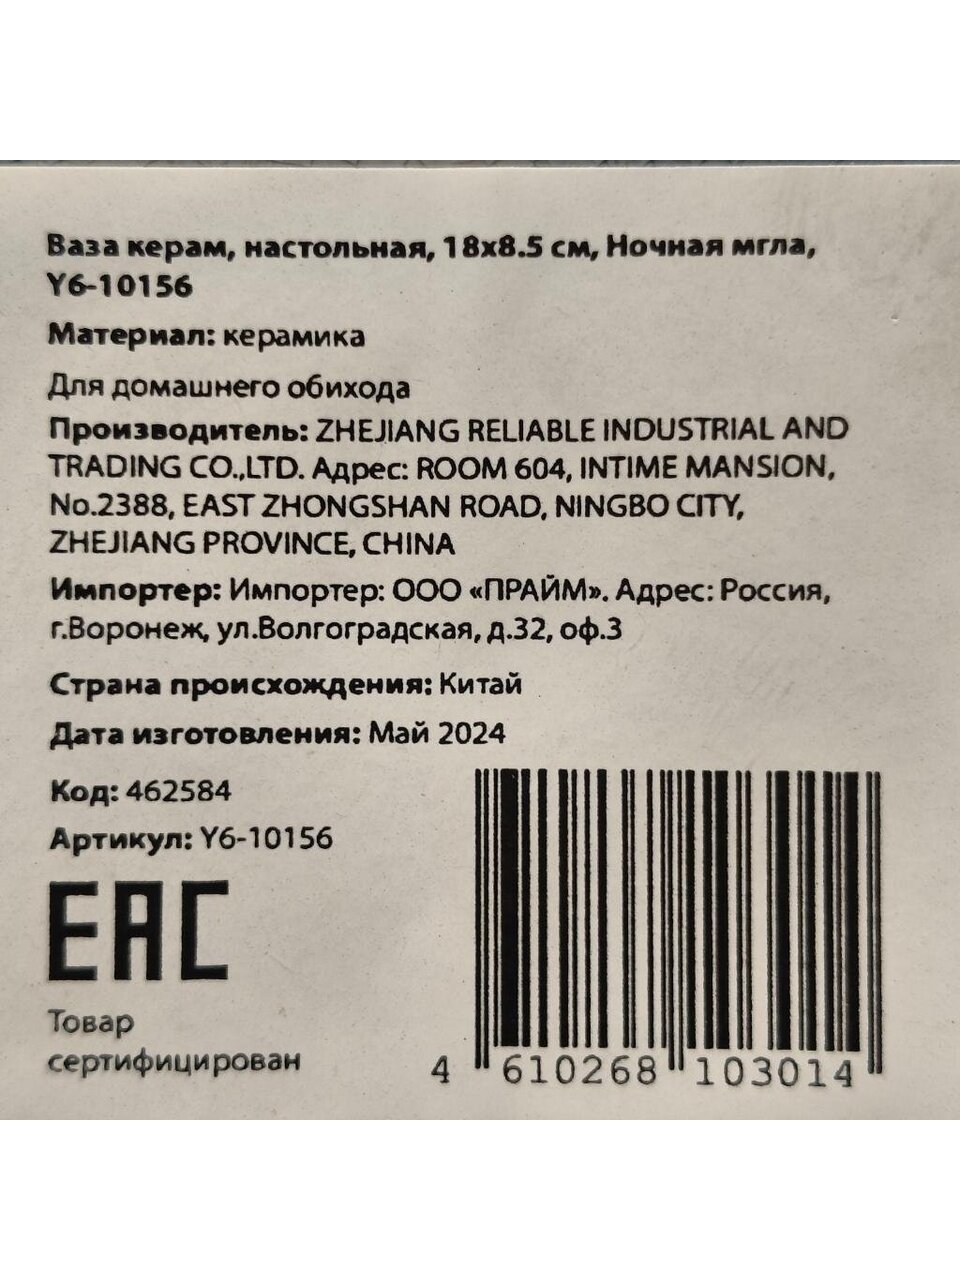 Ваза керам, настольная, 18х8.5 см, Ночная мгла,
Y6-10156
Материал: керамика
Для домашнего обихода
Производитель: ZHEJIANG RELIABLE INDUSTRIAL AND
TRADING CO.,LTD. Адрес: ROOM 604, INTIME MANSION,
No.2388, EAST ZHONGSHAN ROAD, NINGBO CITY,
ZHEJIANG PROVINCE, CHINA
Импортер: Импортер: ООО «ПРАЙМ». Адрес: Россия,
г.Воронеж, ул.Волгоградская, д.32, оф.3
Страна происхождения: Китай
Дата изготовления: Май 2024
Код: 462584
Артикул: Y6-10156
EAC
Товар
сертифицирован
4 610268 103014